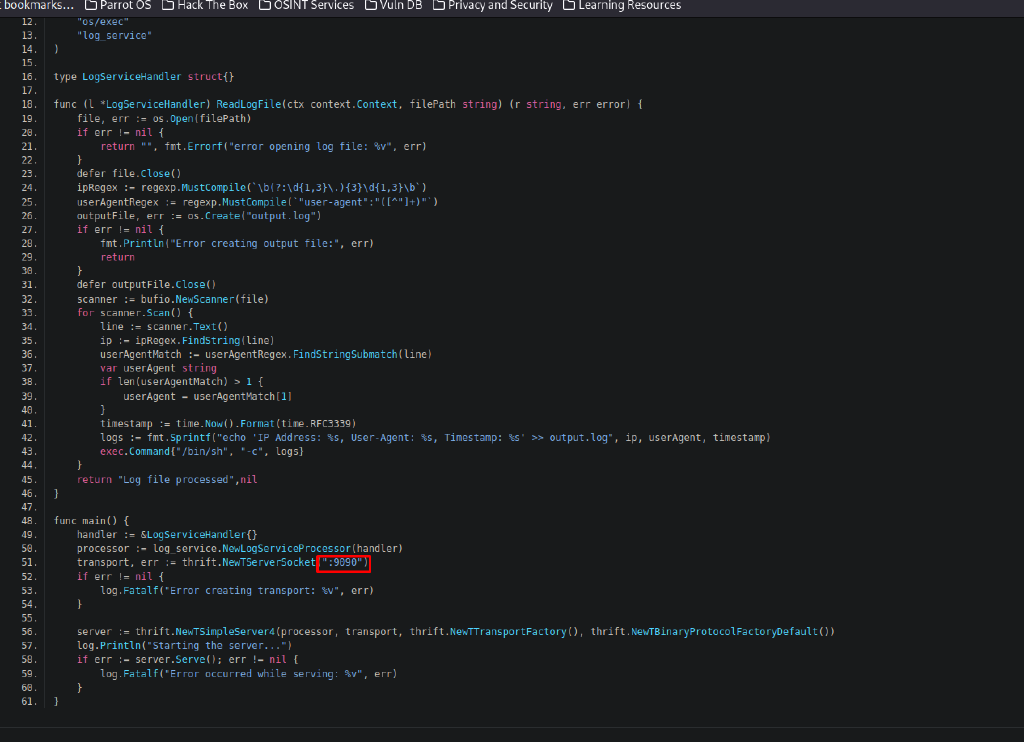 bookmarks... Parrot OS Hack The Box OSINT Services Vuln DB Privacy and Security Learning Resources
12. "os/exec"
13. "log_service"
14. )
15.
16. type LogServiceHandler struct{}
17.
18. func (l *LogServiceHandler) ReadLogFile(ctx context.Context, filePath string) (r string, err error) {
19. file, err := os.Open(filePath)
20. if err != nil {
21. return "", fmt.Errorf("error opening log file: %v", err)
22. }
23. defer file.Close()
24. ipRegex := regexp.MustCompile(`\b(?:\d{1,3}\.){3}\d{1,3}\b`)
25. userAgentRegex := regexp.MustCompile(`"user-agent":"([^"]+)"`)
26. outputFile, err := os.Create("output.log")
27. if err != nil {
28. fmt.Println("Error creating output file:", err)
29. return
30. }
31. defer outputFile.Close()
32. scanner := bufio.NewScanner(file)
33. for scanner.Scan() {
34. line := scanner.Text()
35. ip := ipRegex.FindString(line)
36. userAgentMatch := userAgentRegex.FindStringSubmatch(line)
37. var userAgent string
38. if len(userAgentMatch) > 1 {
39. userAgent = userAgentMatch[1]
40. }
41. timestamp := time.Now().Format(time.RFC3339)
42. logs := fmt.Sprintf("echo 'IP Address: %s, User-Agent: %s, Timestamp: %s' >> output.log", ip, userAgent, timestamp)
43. exec.Command{"/bin/sh", "-c", logs}
44. }
45. return "Log file processed",nil
46. }
47.
48. func main() {
49. handler := &LogServiceHandler{}
50. processor := log_service.NewLogServiceProcessor(handler)
51. transport, err := thrift.NewTServerSocket(":9090")
52. if err != nil {
53. log.Fatalf("Error creating transport: %v", err)
54. }
55.
56. server := thrift.NewTSimpleServer4(processor, transport, thrift.NewTTransportFactory(), thrift.NewTBinaryProtocolFactoryDefault())
57. log.Println("Starting the server...")
58. if err := server.Serve(); err != nil {
59. log.Fatalf("Error occurred while serving: %v", err)
60. }
61. }